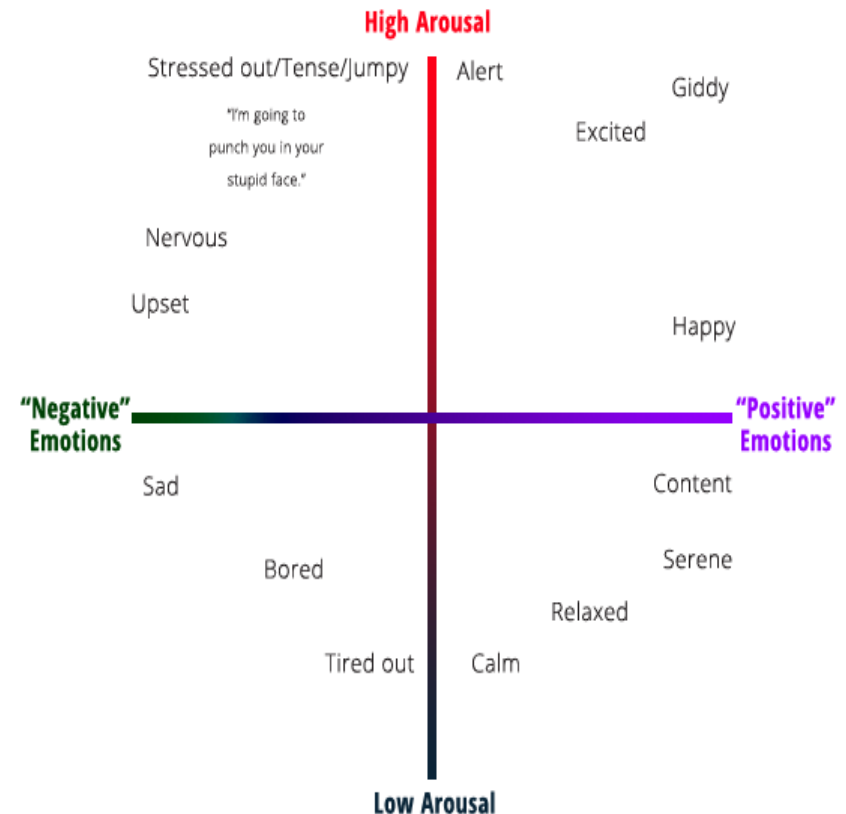 High Arousal
Stressed out/Tense/Jumpy
Alert
Giddy
"I'm going to
punch you in your
stupid face."
Excited
Nervous
Upset
Happy
“Negative”
Emotions
“Positive”
Emotions
Sad
Content
Bored
Serene
Relaxed
Tired out
Calm
Low Arousal